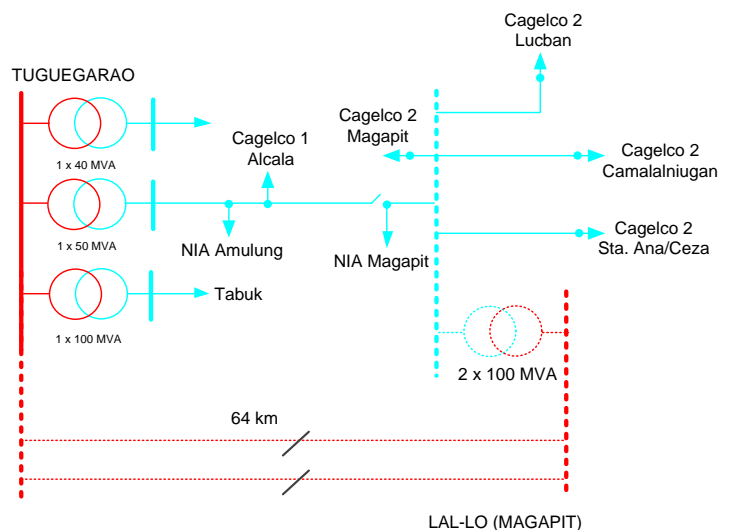 Cagelco 2
Lucban
TUGUEGARAO
Cagelco 2
Magapit
Cagelco 1
Alcala
Cagelco 2
Camalalniugan
1 x 40 MVA
Cagelco 2
Sta. Ana/Ceza
1 x 50 MVA
NIA Amulung
NIA Magapit
Tabuk
1 x 100 MVA
2 x 100 MVA
64 km
LAL-LO (MAGAPIT)